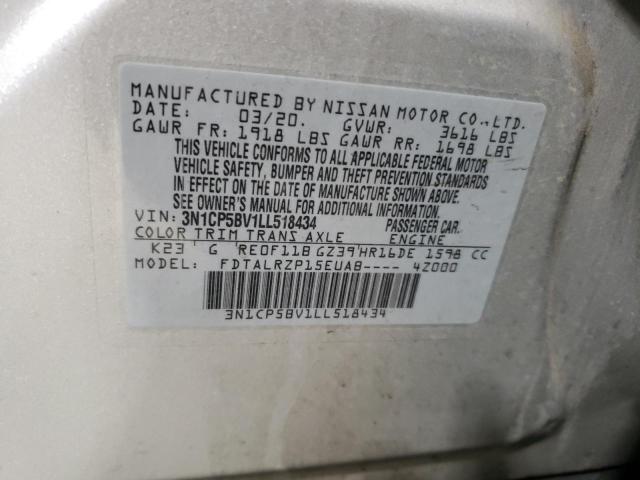 MANUFACTURED BY NISSAN MOTOR CO.,LTD.
DATE: 03/20. GVWR: 3616 LBS
GAWR FR: 1918 LBS GAWR RR: 1698 LBS
THIS VEHICLE CONFORMS TO ALL APPLICABLE FEDERAL MOTOR
VEHICLE SAFETY, BUMPER AND THEFT PREVENTION STANDARDS
IN EFFECT ON THE DATE OF MANUFACTURE SHOWN ABOVE.
SEE OWNER'S MANUAL FOR ADDITIONAL INFORMATION.
VIN: 3N1CP5BV1LL518434 PASSENGER CAR.
COLOR TRIM TRANS AXLE ENGINE
K23 G RE0F11B GZ39 HR16DE 1598 CC
MODEL: FDTALRZP15EUAB---- 4Z000
3N1CP5BV1LL518434